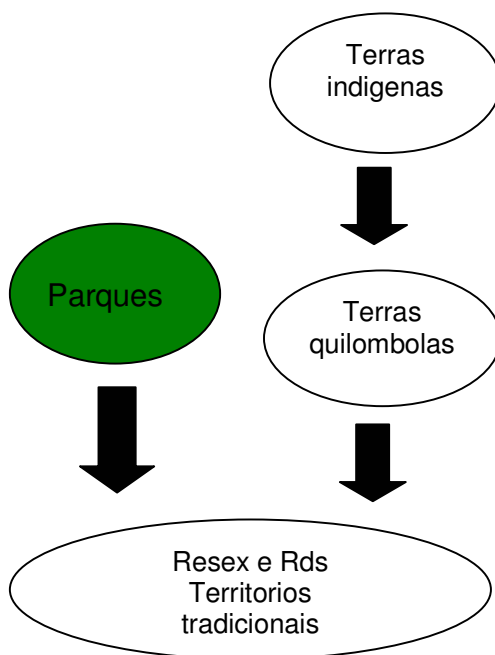 Terras
indigenas
Parques
Terras
quilombolas
Resex e Rds
Territorios
tradicionais